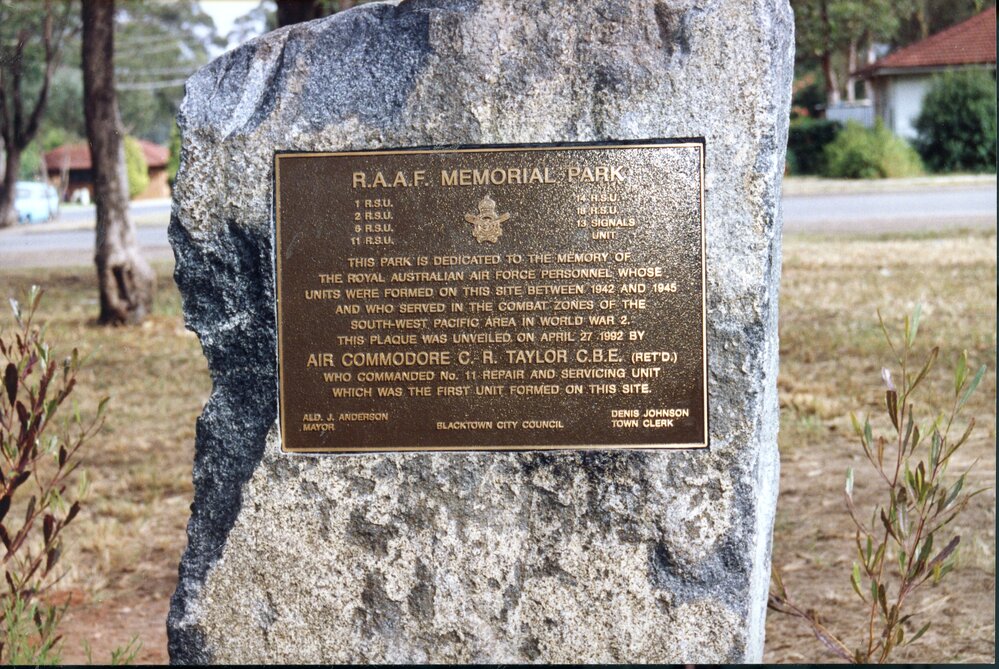 R.A.A.F. MEMORIAL PARK
1 R.S.U.
2 R.S.U.
6 R.S.U.
11 R.S.U.
14 R.S.U.
R.S.U.
13 SIGNALS
UNIT
THIS PARK IS DEDICATED TO THE MEMORY OF
THE ROYAL AUSTRALIAN AIR FORCE PERSONNEL WHOSE
UNITS WERE FORMED ON THIS SITE BETWEEN 1942 AND 1945
AND WHO SERVED IN THE COMBAT ZONES OF THE
SOUTH-WEST PACIFIC AREA IN WORLD WAR 2.
THIS PLAQUE WAS UNVEILED ON APRIL 27 1992 BY
AIR COMMODORE C. R. TAYLOR C.B.E. (RET'D.)
WHO COMMANDED No. 11 REPAIR AND SERVICING UNIT
WHICH WAS THE FIRST UNIT FORMED ON THIS SITE.
ALD. J. ANDERSON
MAYOR
BLACKTOWN CITY COUNCIL
DENIS JOHNSON
TOWN CLERK